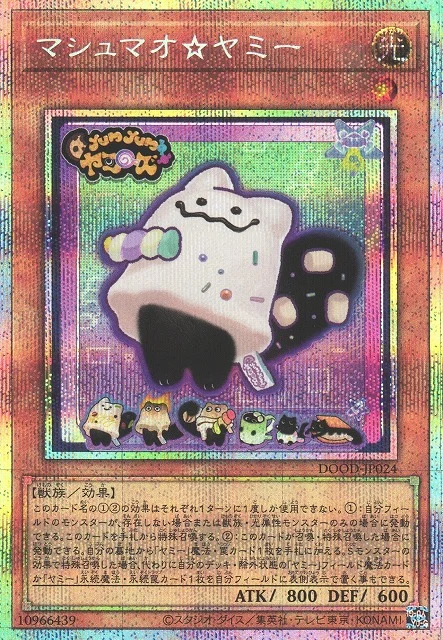 マシュマオ☆ヤミー
光
yum yum
ヤミーズ
DOOD-JP024
【獣族／効果】
このカード名の①②の効果はそれぞれ1ターンに1度しか使用できない。①：自分フィ
ールドのモンスターが、存在しない場合または獣族・光属性モンスターのみの場合に発動
できる。このカードを手札から特殊召喚する。②：このカードが召喚・特殊召喚した場合に
発動できる。自分の墓地から「ヤミー」魔法・罠カード1枚を手札に加える。Sモンスター
の効果で特殊召喚した場合、代わりに自分のデッキ・除外状態の「ヤミー」フィールド魔法カー
か「ヤミー」永続魔法・永続罠カード1枚を自分フィールドに表側表示で置く事もできる。
ATK/ 800 DEF/ 600
10966439
©スタジオ・ダイス/集英社・テレビ東京・KONAMI